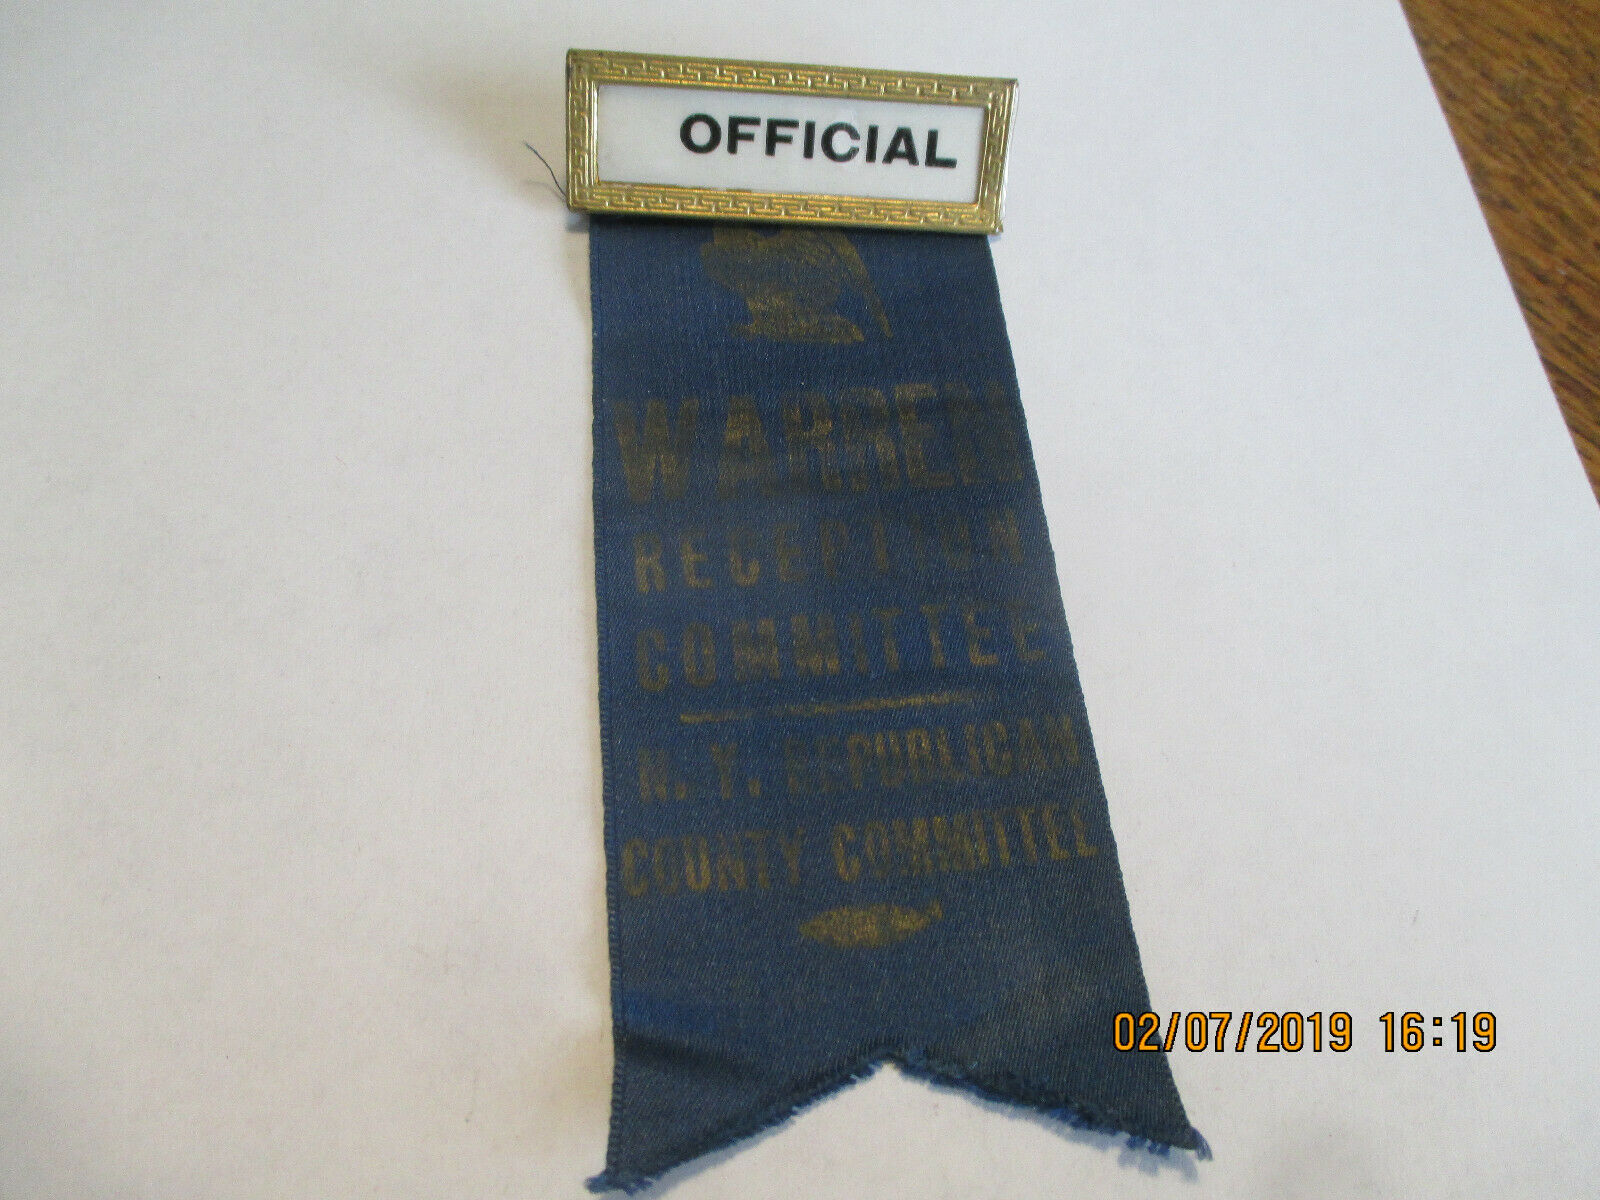 OFFICIAL
WARREN
RECEPTION
COMMITTEE
N. Y. REPUBLICAN
COUNTY COMMITTEE
02/07/2019 16:19